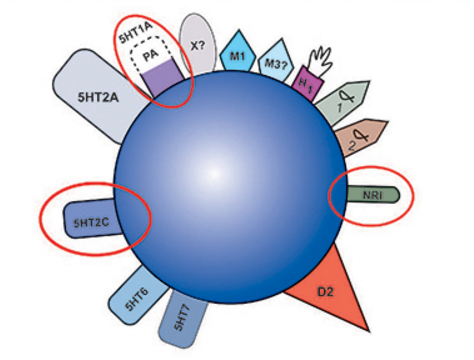 5HT1A
PA
X?
M1
M3?
H1
α1
α2
5HT2A
NRI
5HT2C
D2
5HT6
5HT7